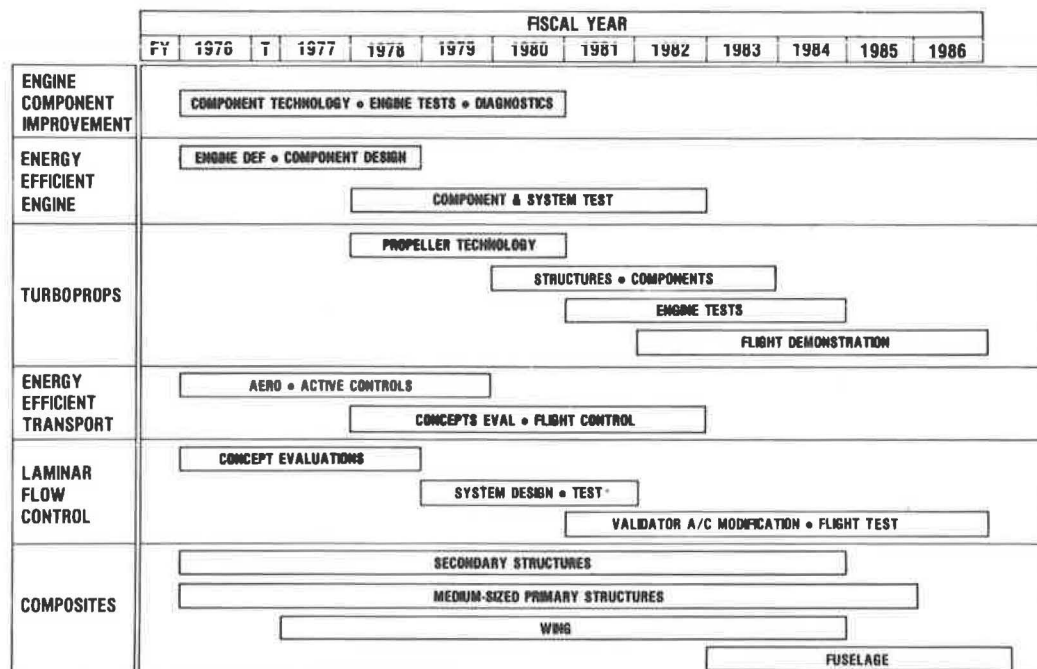 FISCAL YEAR
FY 1976 T 1977 1978 1979 1980 1981 1982 1983 1984 1985 1986
ENGINE
COMPONENT
IMPROVEMENT
COMPONENT TECHNOLOGY • ENGINE TESTS • DIAGNOSTICS
ENERGY
EFFICIENT
ENGINE
ENGINE DEF • COMPONENT DESIGN
COMPONENT & SYSTEM TEST
TURBOPROPS
PROPELLER TECHNOLOGY
STRUCTURES • COMPONENTS
ENGINE TESTS
FLIGHT DEMONSTRATION
ENERGY
EFFICIENT
TRANSPORT
AERO • ACTIVE CONTROLS
CONCEPTS EVAL • FLIGHT CONTROL
LAMINAR
FLOW
CONTROL
CONCEPT EVALUATIONS
SYSTEM DESIGN • TEST
VALIDATOR A/C MODIFICATION • FLIGHT TEST
COMPOSITES
SECONDARY STRUCTURES
MEDIUM-SIZED PRIMARY STRUCTURES
WING
FUSELAGE